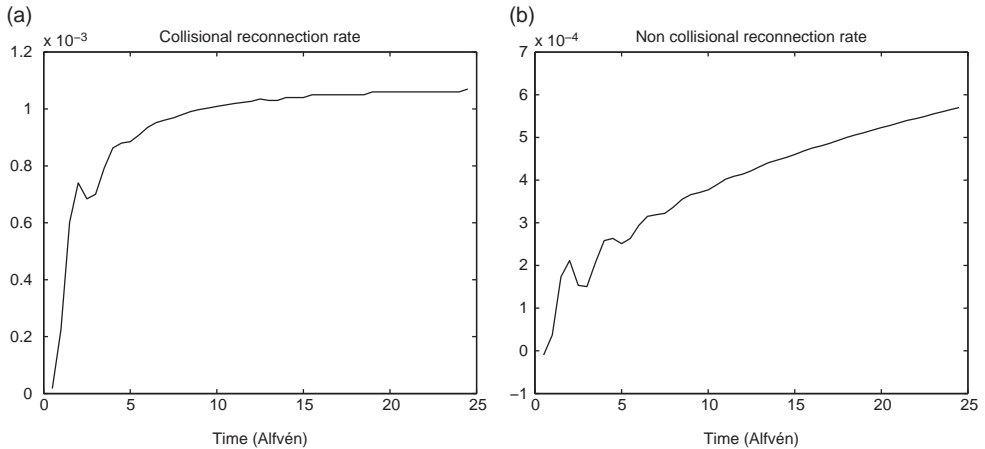 (a)
x 10⁻³
Collisional reconnection rate
1.2
1
0.8
0.6
0.4
0.2
0
0 5 10 15 20 25
Time (Alfvén)
(b)
x 10⁻⁴
Non collisional reconnection rate
7
6
5
4
3
2
1
0
−1
0 5 10 15 20 25
Time (Alfvén)